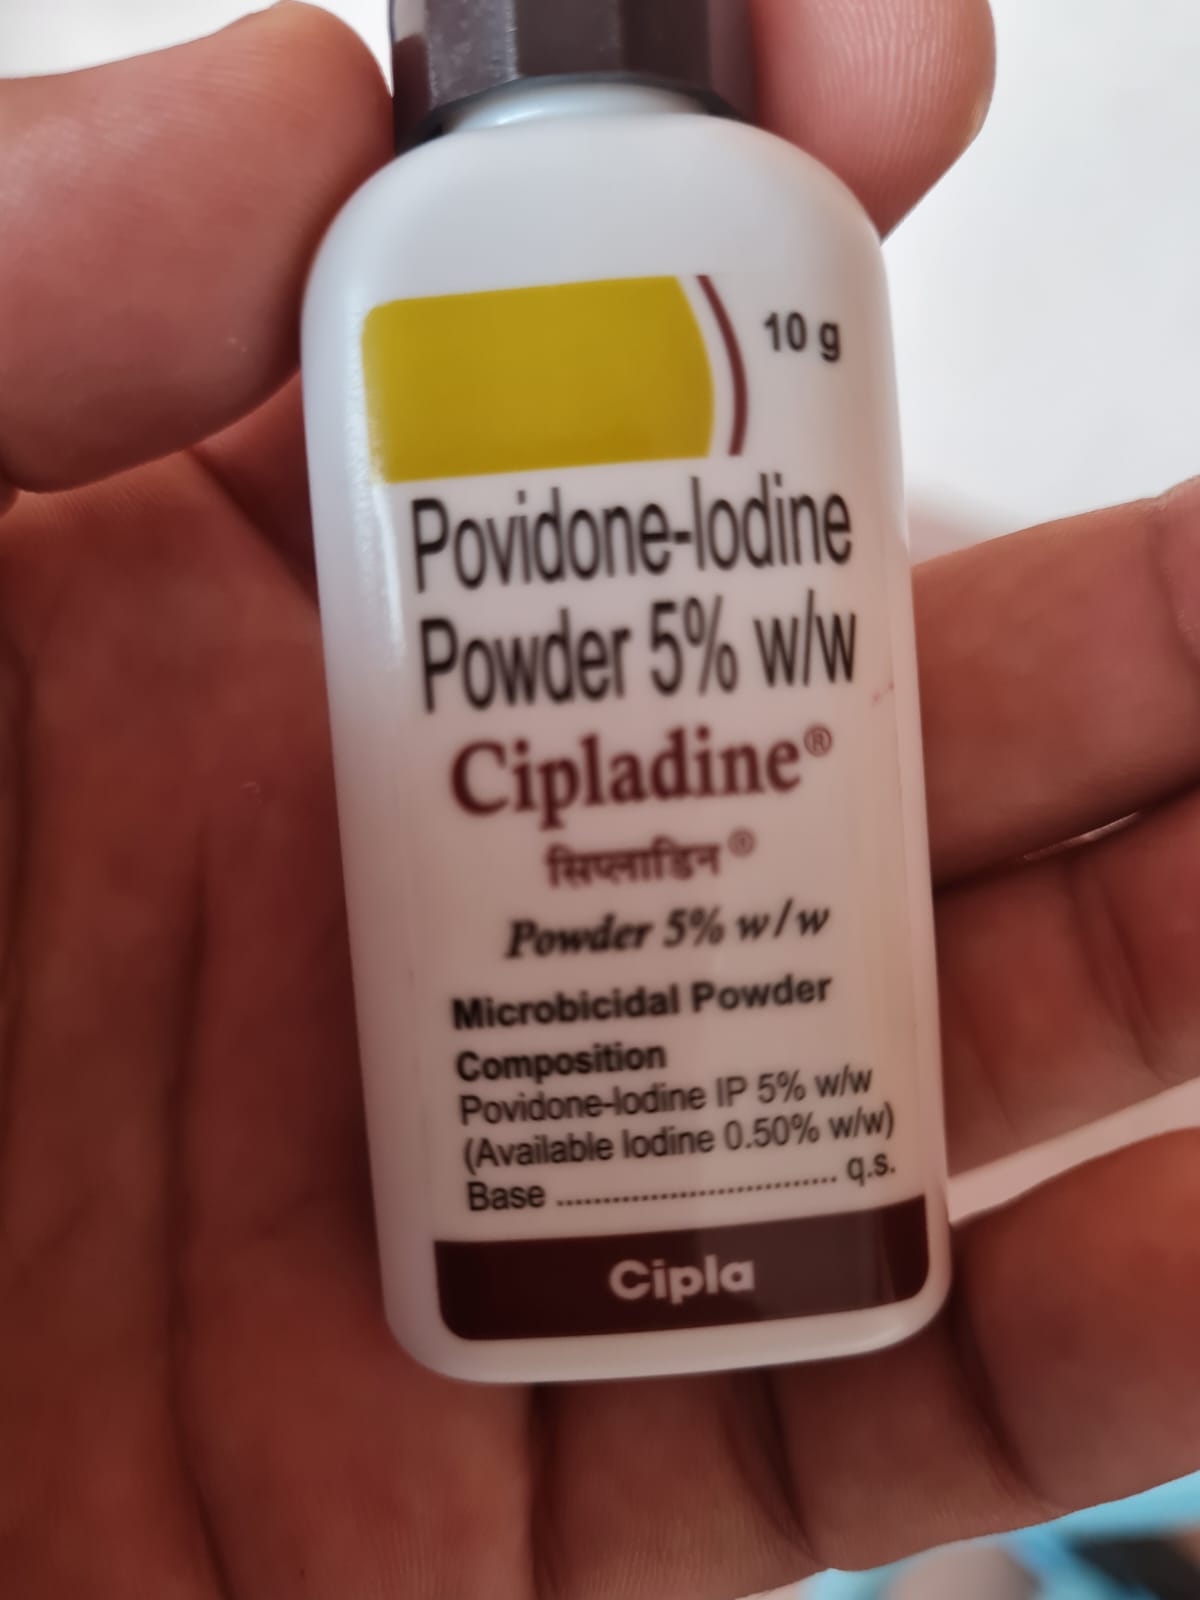 10 g
Povidone-Iodine
Powder 5% w/w
Cipladine®
सिप्लाडिन®
Powder 5% w/w
Microbicidal Powder
Composition
Povidone-Iodine IP 5% w/w
(Available Iodine 0.50% w/w)
Base .............................. q.s.
Cipla